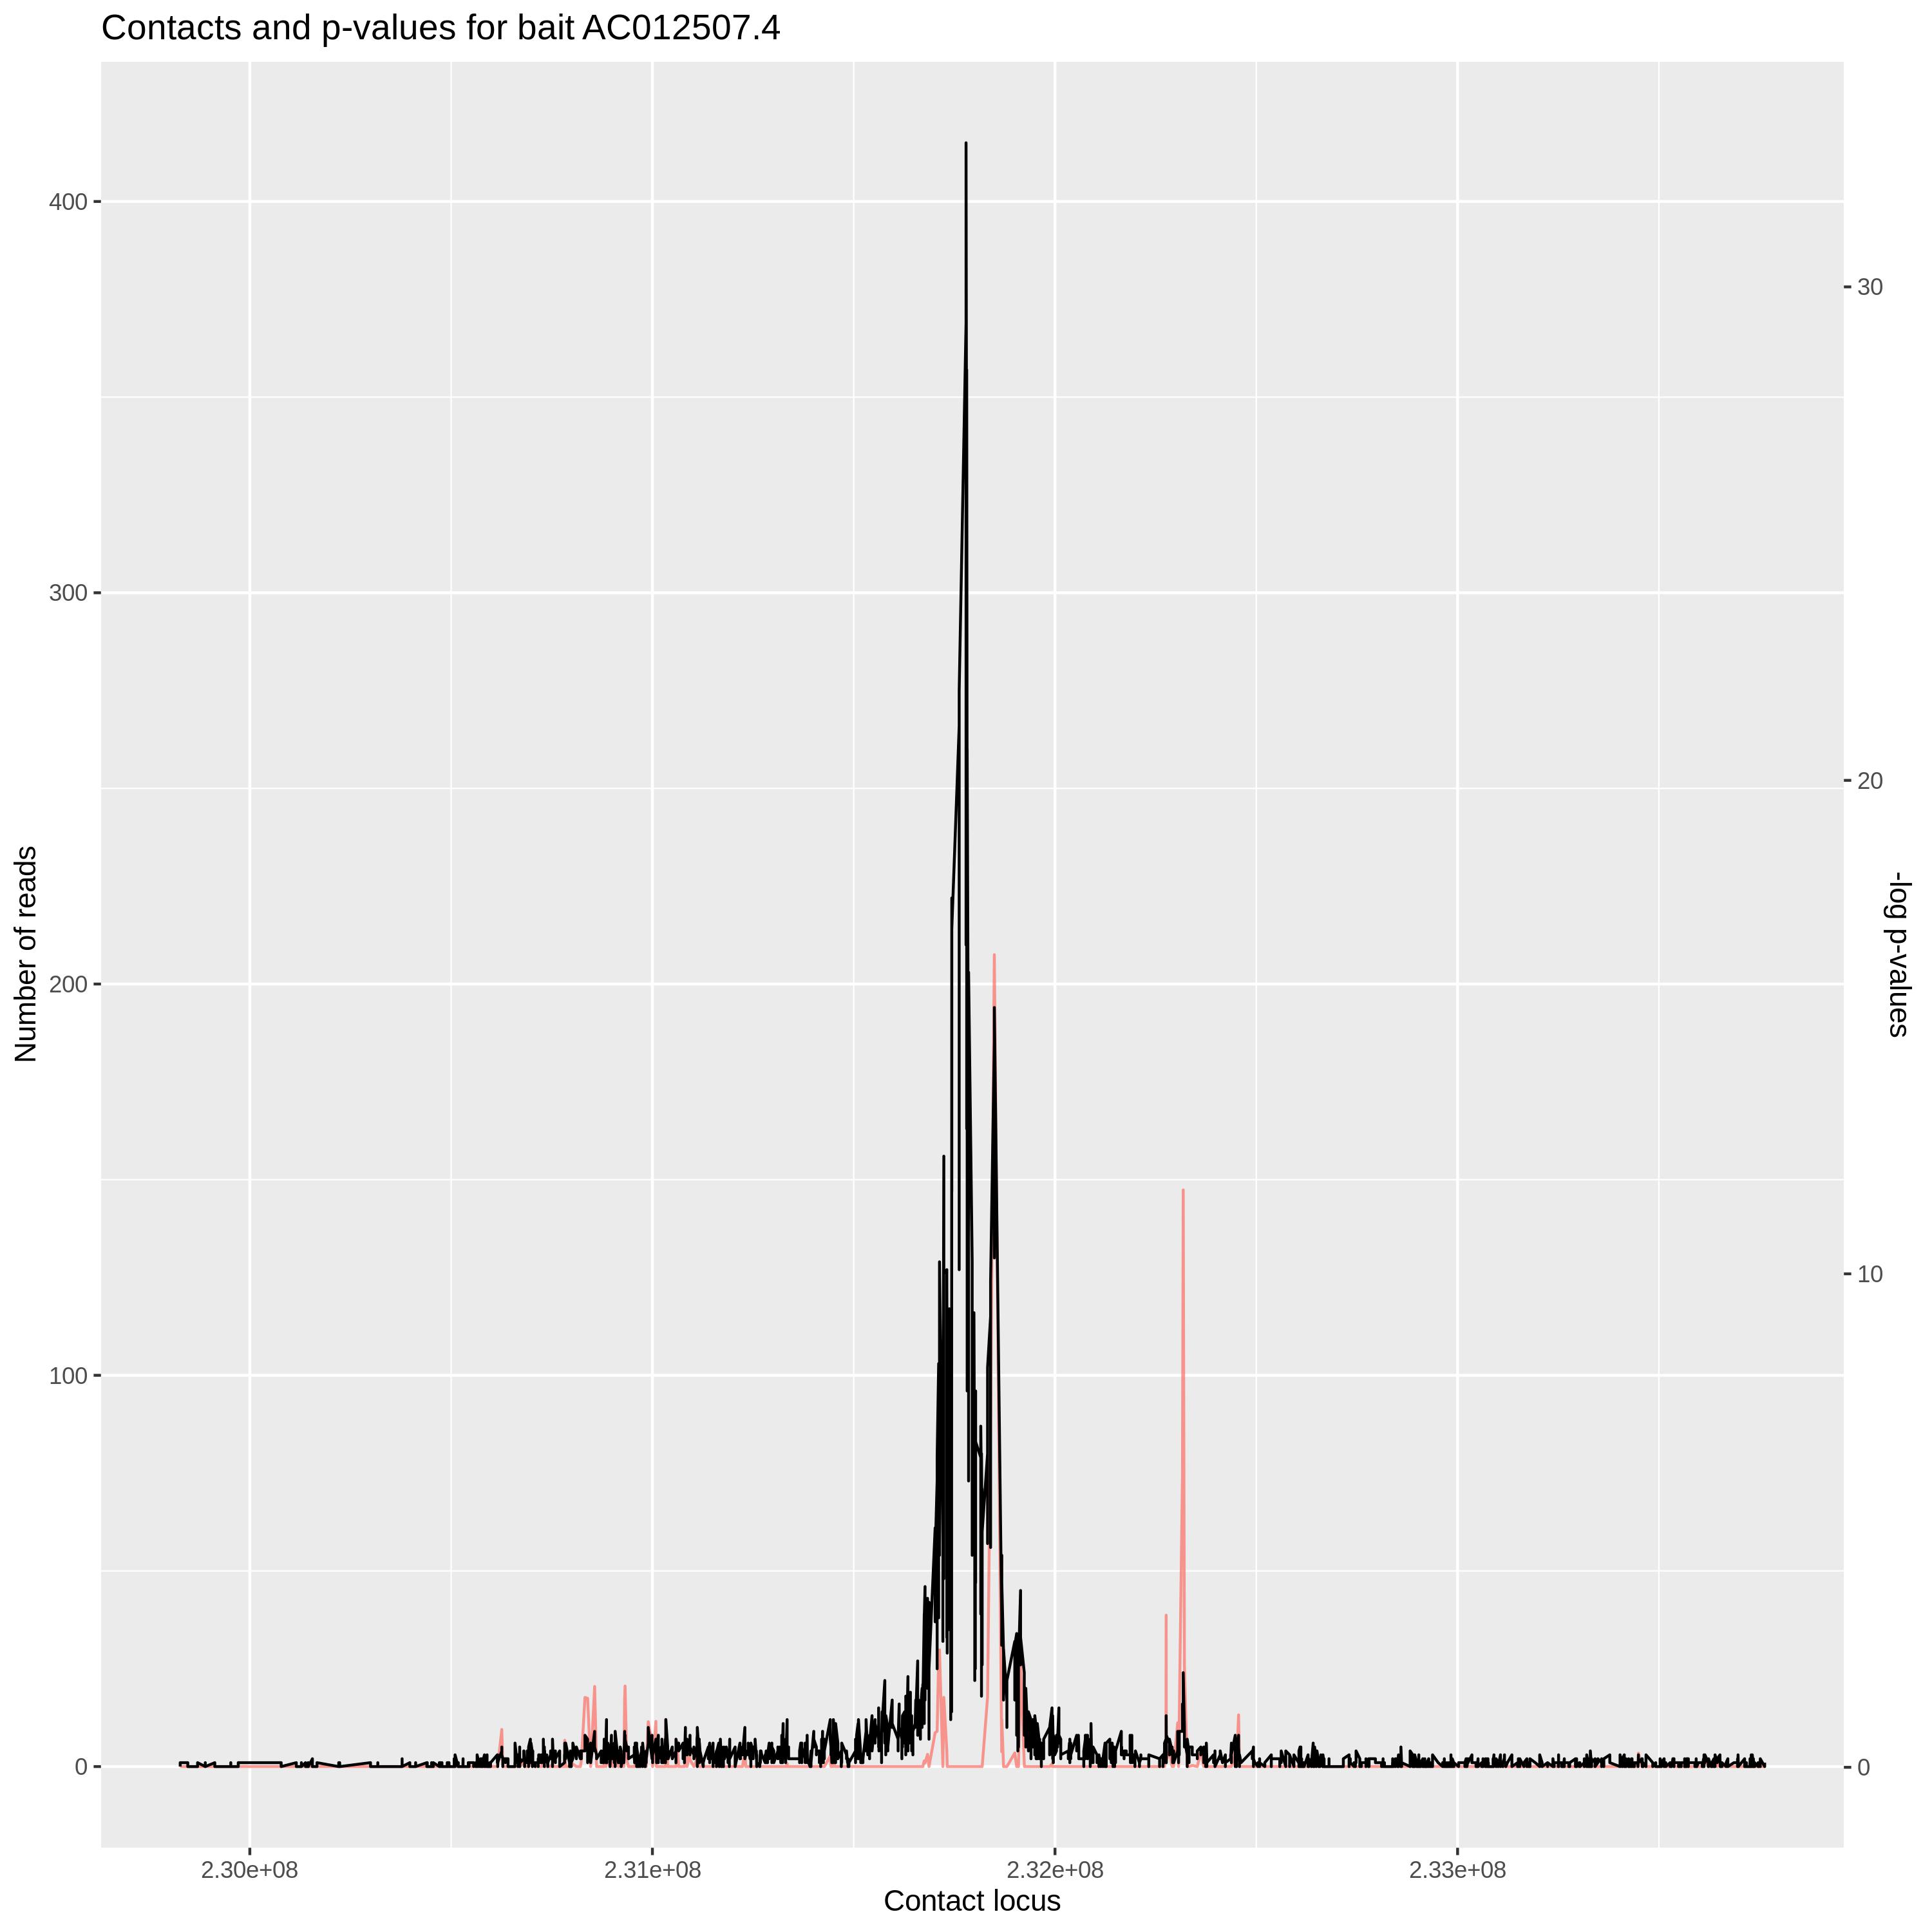 Contacts and p-values for bait AC012507.4
400
300
200
100
0
Number of reads
30
20
10
0
-log p-values
2.30e+08 2.31e+08 2.32e+08 2.33e+08
Contact locus